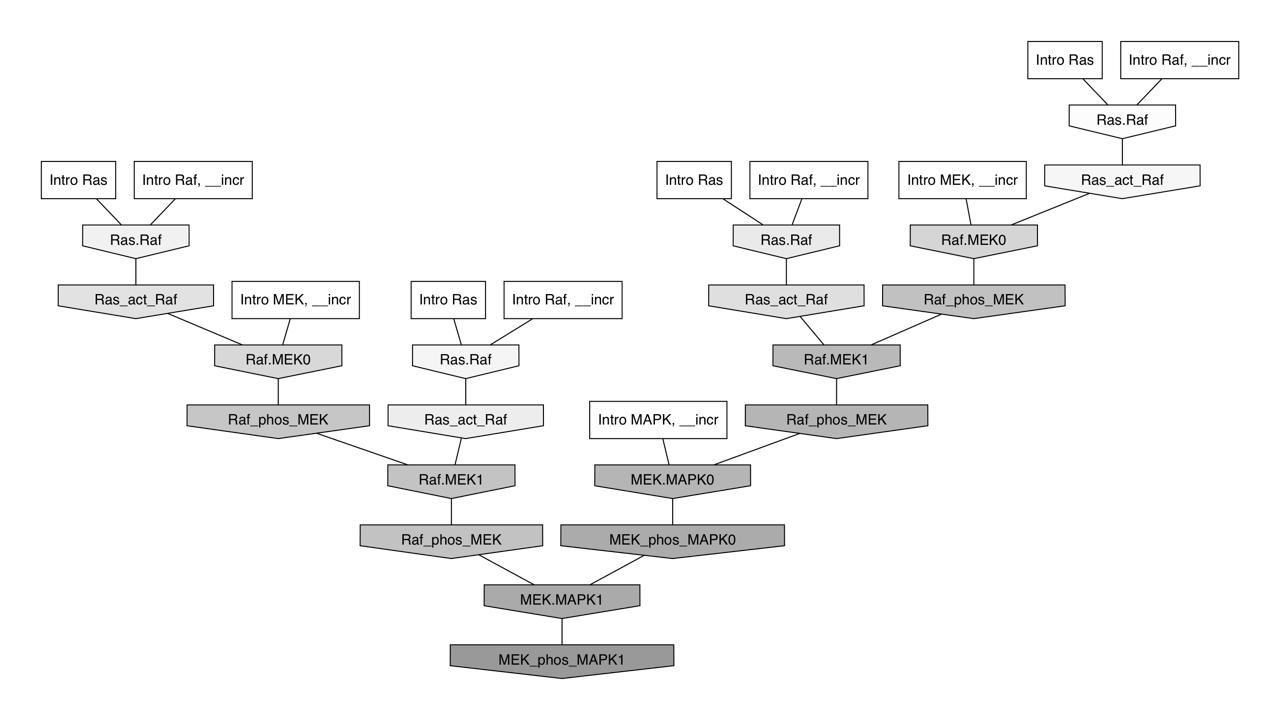 Intro Ras
Intro Raf, __incr
Ras.Raf
Intro Ras
Intro Raf, __incr
Intro Ras
Intro Raf, __incr
Intro MEK, __incr
Ras_act_Raf
Ras.Raf
Ras.Raf
Raf.MEK0
Ras_act_Raf
Intro MEK, __incr
Intro Ras
Intro Raf, __incr
Ras_act_Raf
Raf_phos_MEK
Raf.MEK0
Ras.Raf
Raf.MEK1
Raf_phos_MEK
Ras_act_Raf
Intro MAPK, __incr
Raf_phos_MEK
Raf.MEK1
MEK.MAPK0
Raf_phos_MEK
MEK_phos_MAPK0
MEK.MAPK1
MEK_phos_MAPK1